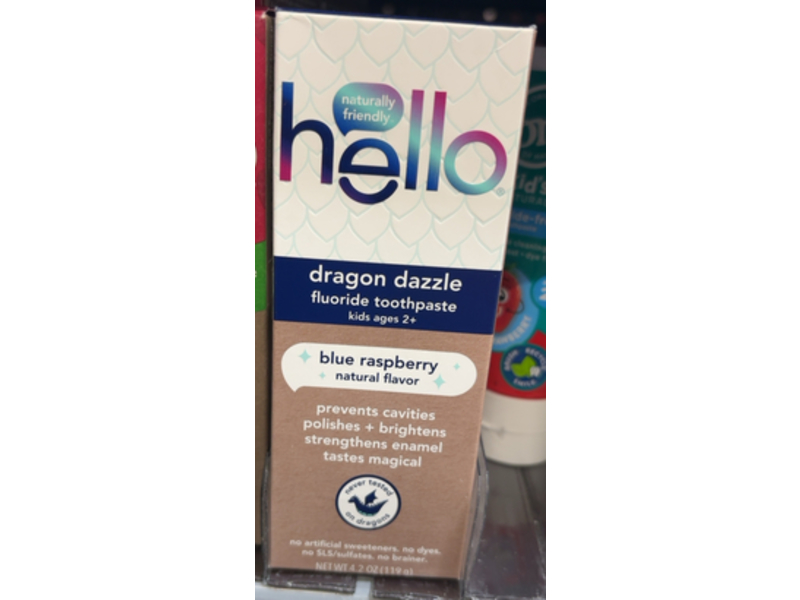 naturally
friendly
hello
dragon dazzle
fluoride toothpaste
kids ages 2+
blue raspberry
natural flavor
prevents cavities
polishes + brightens
strengthens enamel
tastes magical
never tested
on dragons
no artificial sweeteners. no dyes.
no SLS/sulfates. no brainer.
NET WT 4.2 OZ (119 g)